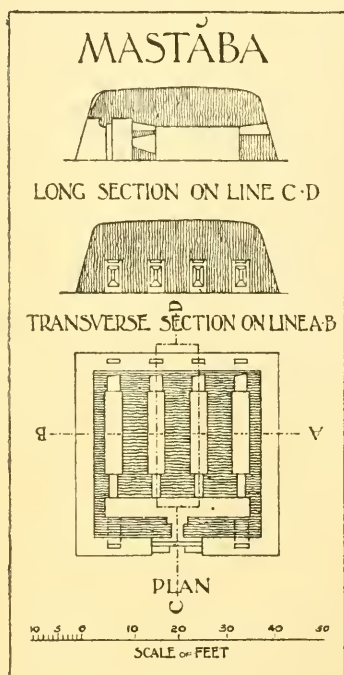 MASTĂBA
LONG SECTION ON LINE C·D
TRANSVERSE SECTION ON LINE A·B
D
B A
PLAN
C
10 5 0 10 20 30 40 50
SCALE OF FEET